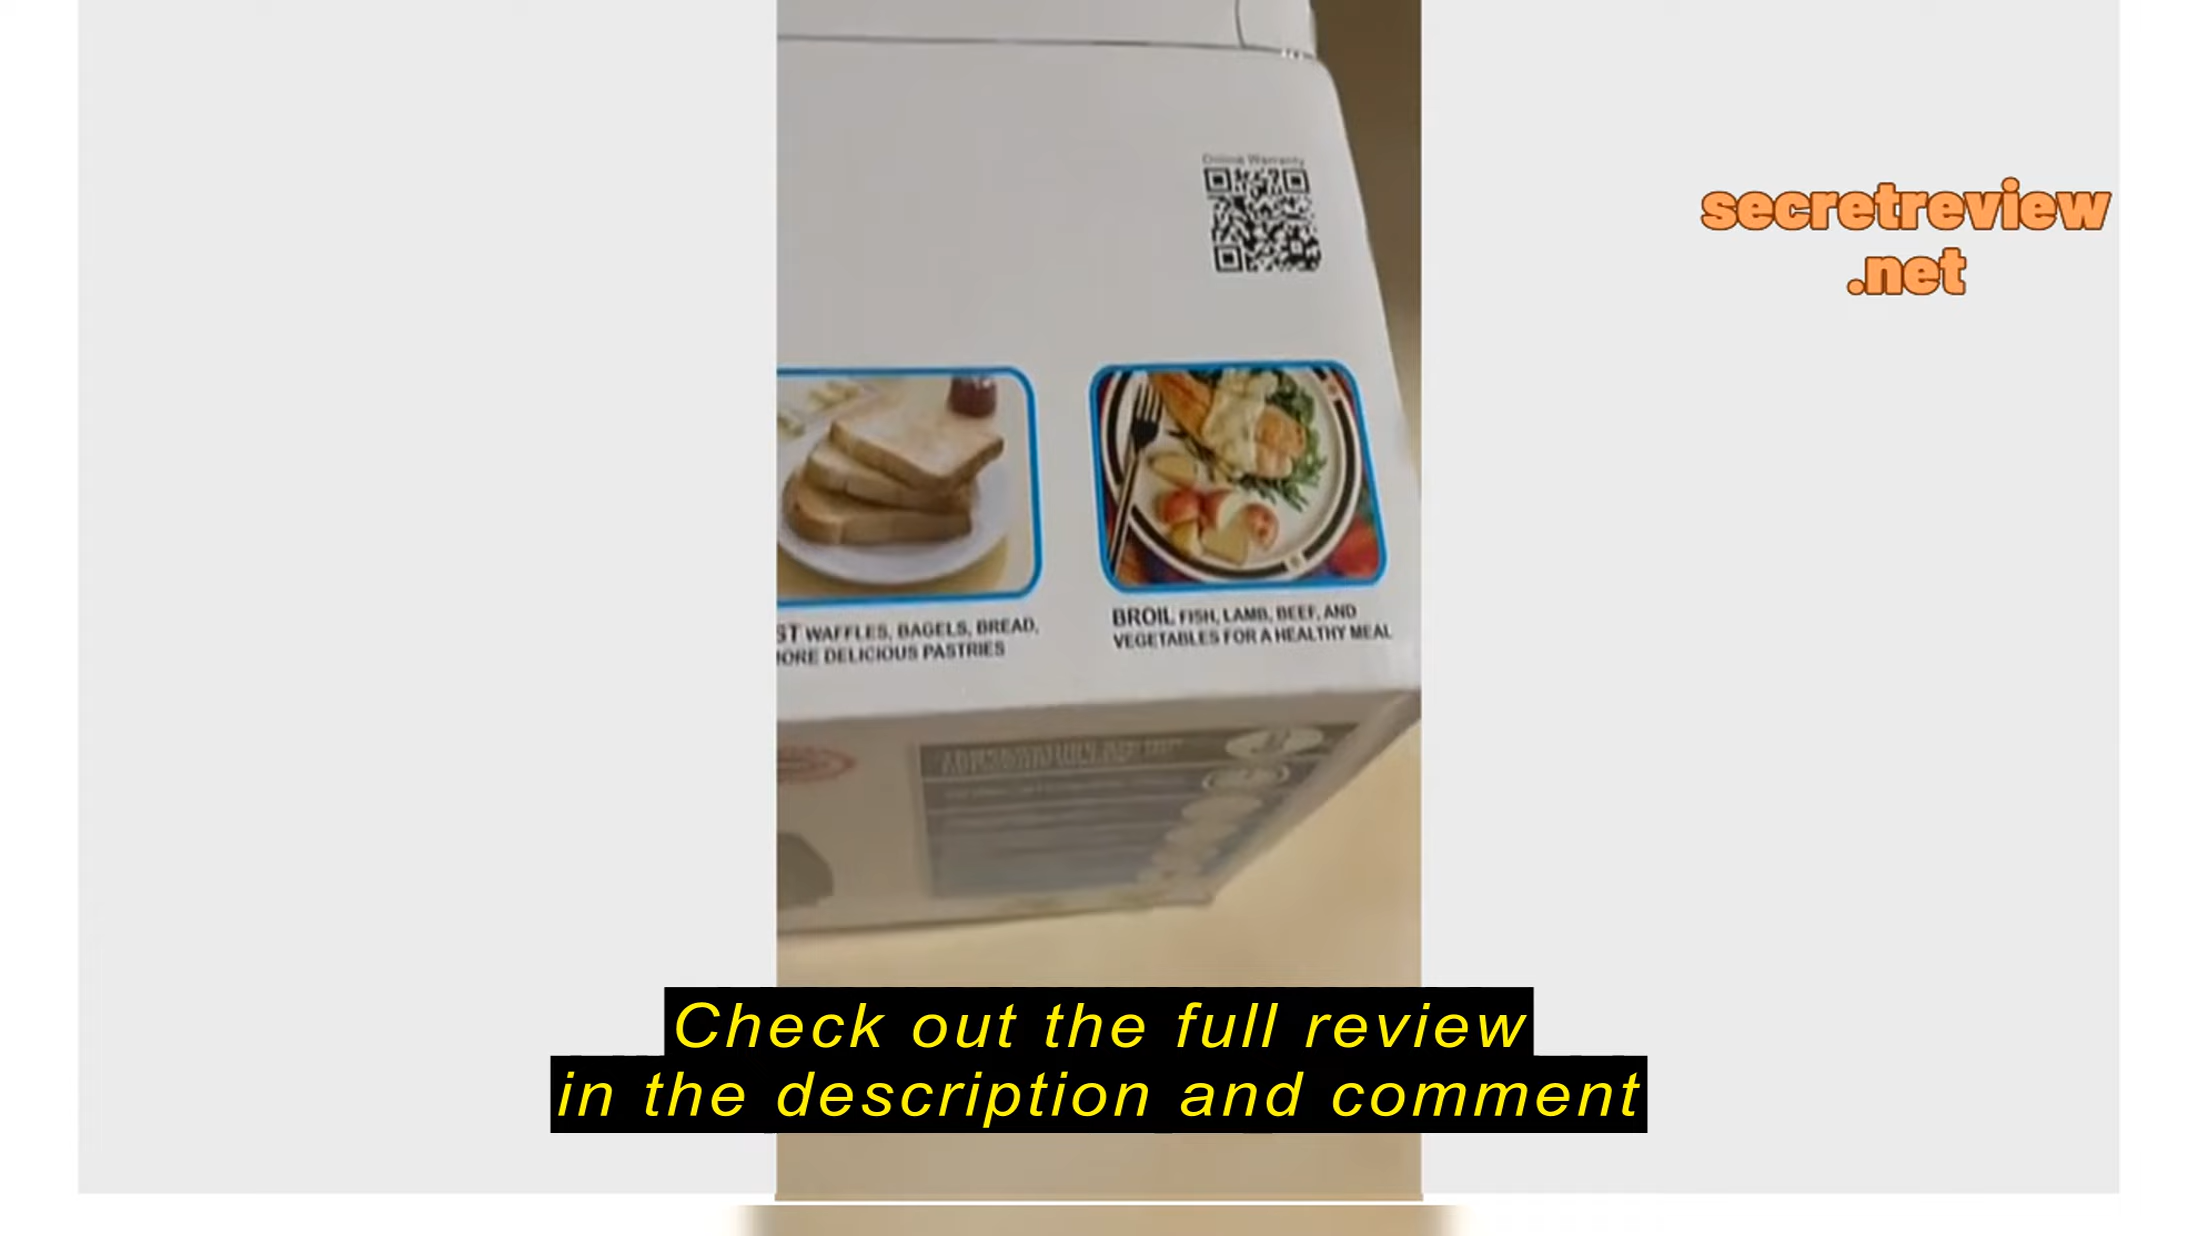 secretreview
.net
Online Warranty
ST WAFFLES, BAGELS, BREAD,
ORE DELICIOUS PASTRIES
BROIL FISH, LAMB, BEEF, AND
VEGETABLES FOR A HEALTHY MEAL
Check out the full review
in the description and comment